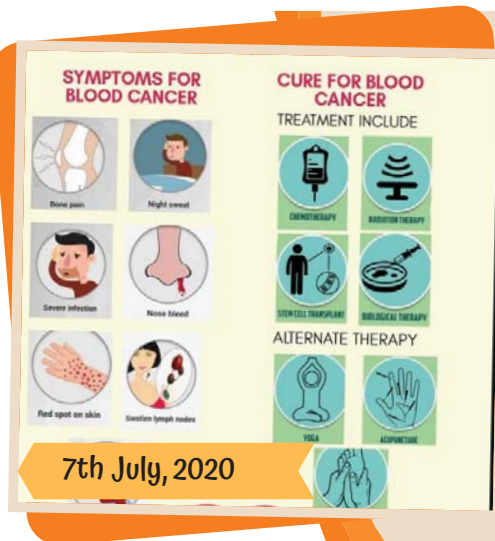 SYMPTOMS FOR
BLOOD CANCER
Bone pain
Night sweat
Severe infection
Nose bleed
Red spot on skin
Swollen lymph nodes
CURE FOR BLOOD
CANCER
TREATMENT INCLUDE
CHEMOTHERAPY
RADIATION THERAPY
STEM CELL TRANSPLANT
BIOLOGICAL THERAPY
ALTERNATE THERAPY
YOGA
ACUPUNCTURE
7th July, 2020